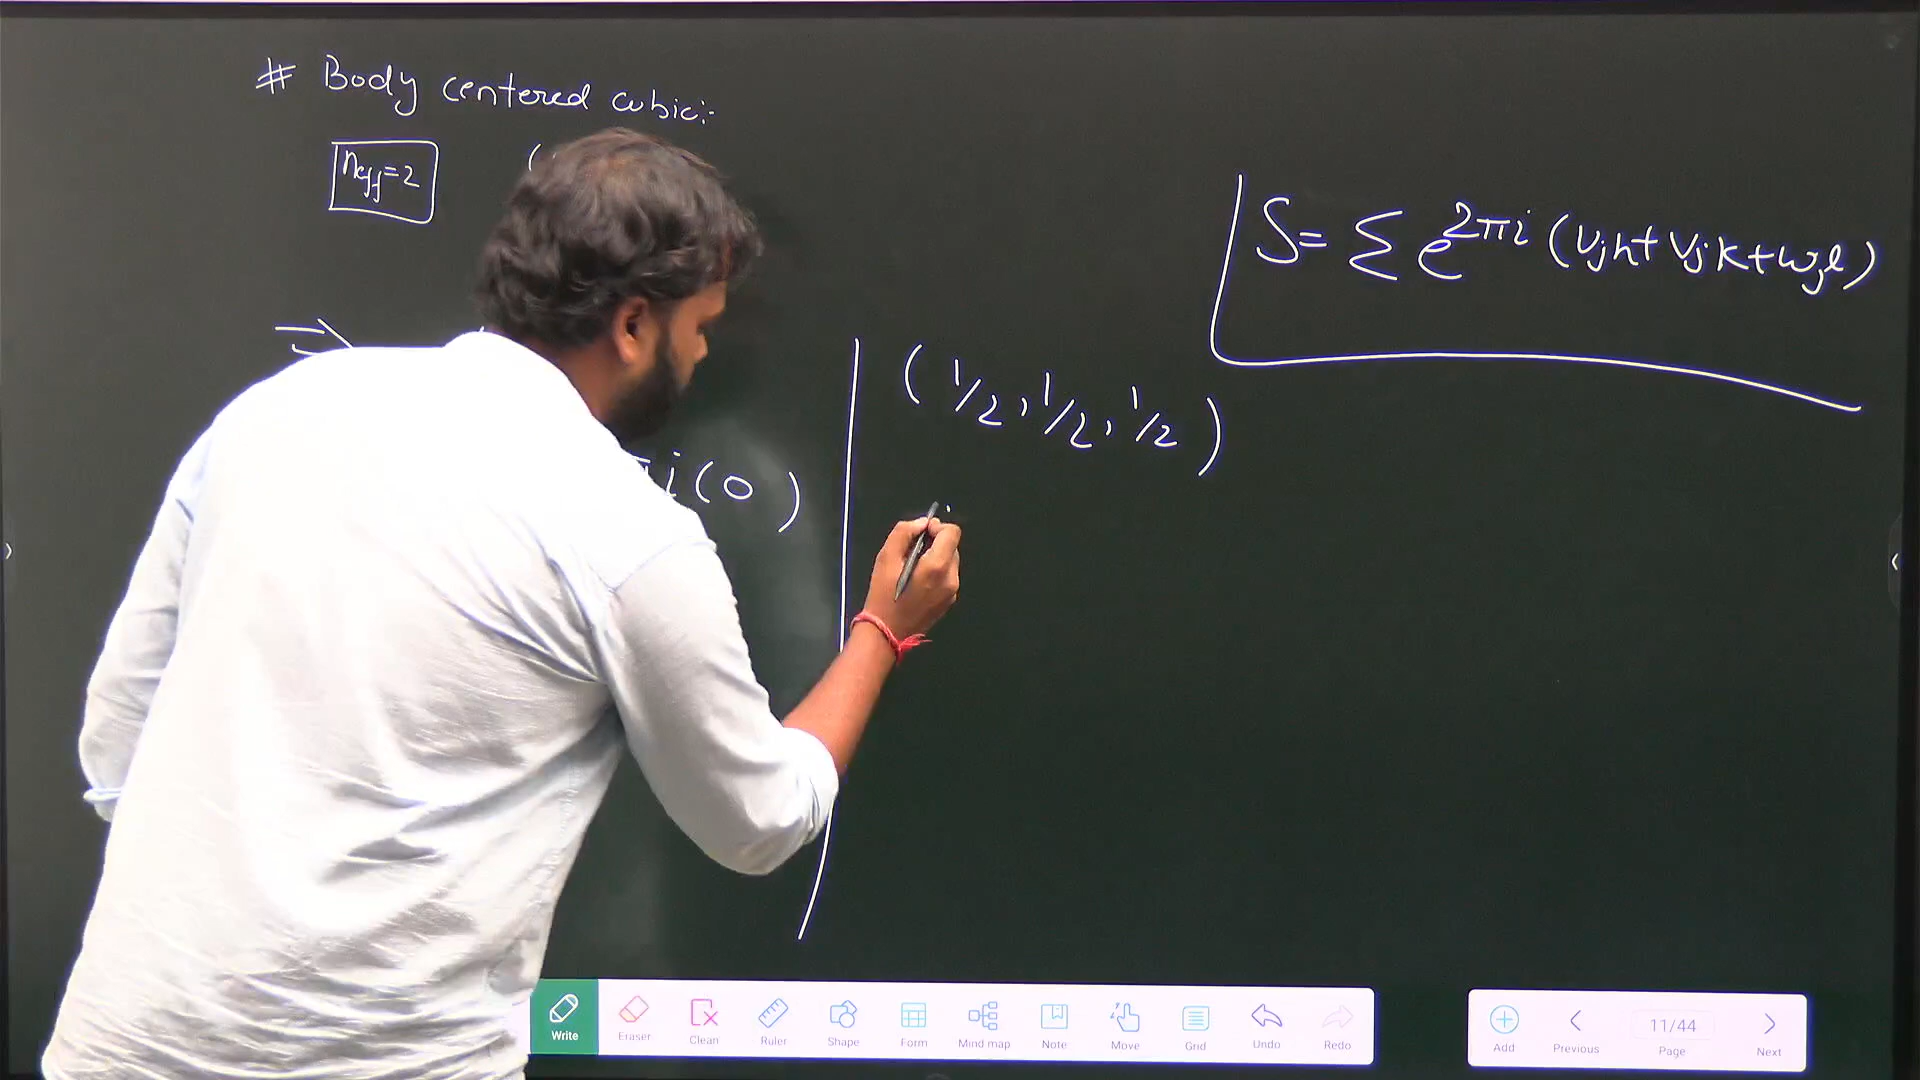 # Body centered cubic:-
neff=2
(
S= Σ e^2πi (Ujh+Vjk+wjl)
(1/2, 1/2, 1/2)
i(0)
Write
Eraser
Clean
Ruler
Shape
Form
Mind map
Note
Move
Grid
Undo
Redo
Add
Previous
11/44
Page
Next